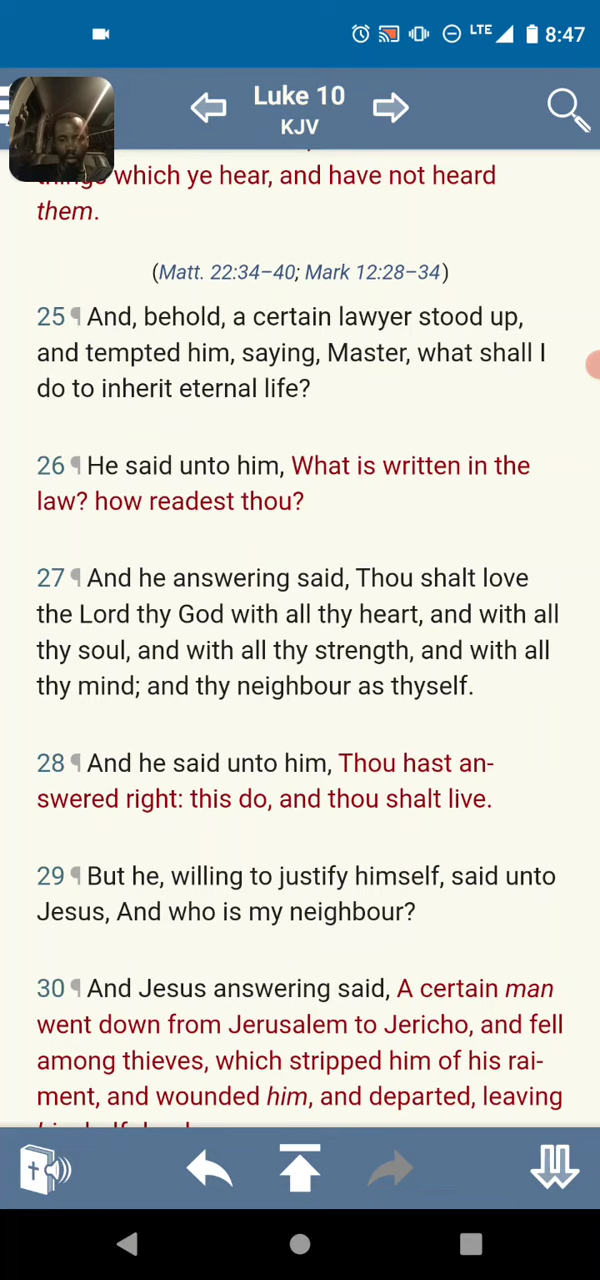 LTE 8:47
Luke 10
KJV
which ye hear, and have not heard
them.
(Matt. 22:34–40; Mark 12:28–34)
25 ¶ And, behold, a certain lawyer stood up,
and tempted him, saying, Master, what shall I
do to inherit eternal life?
26 ¶ He said unto him, What is written in the
law? how readest thou?
27 ¶ And he answering said, Thou shalt love
the Lord thy God with all thy heart, and with all
thy soul, and with all thy strength, and with all
thy mind; and thy neighbour as thyself.
28 ¶ And he said unto him, Thou hast an-
swered right: this do, and thou shalt live.
29 ¶ But he, willing to justify himself, said unto
Jesus, And who is my neighbour?
30 ¶ And Jesus answering said, A certain man
went down from Jerusalem to Jericho, and fell
among thieves, which stripped him of his rai-
ment, and wounded him, and departed, leaving